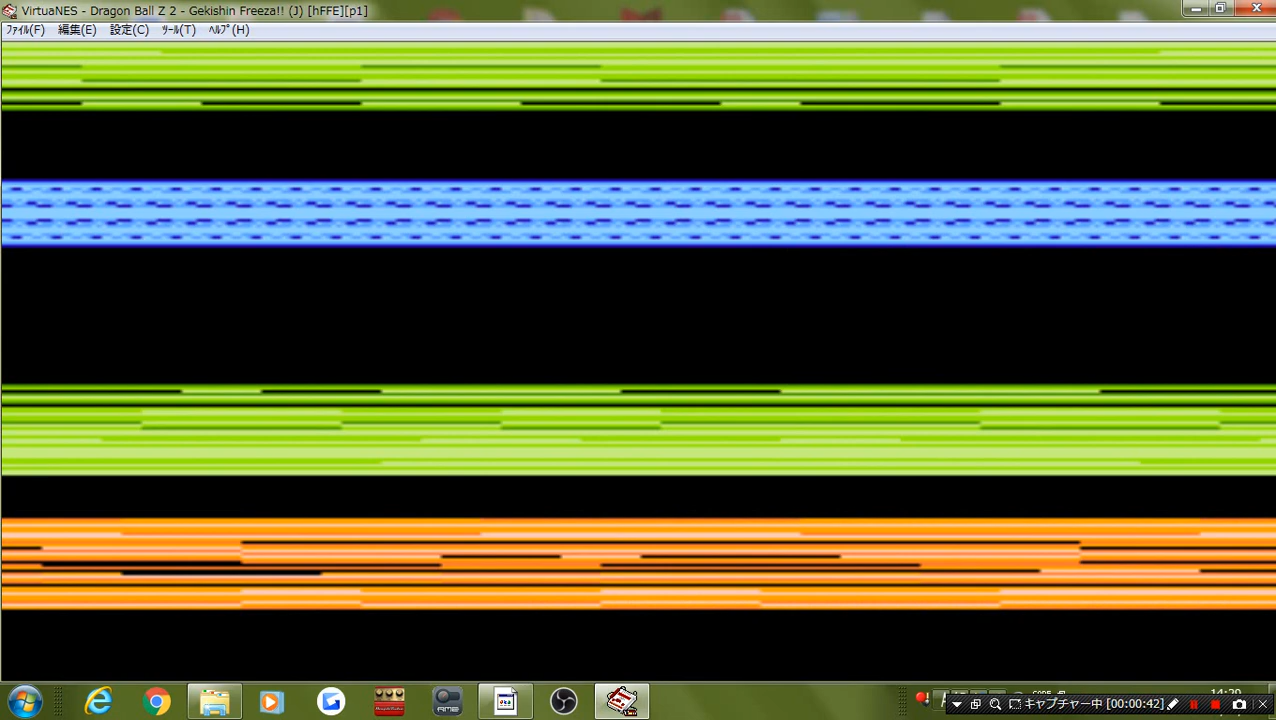 VirtuaNES - Dragon Ball Z 2 - Gekishin Freeza!! (J) [hFFE][p1]
ﾌｧｲﾙ(F) 編集(E) 設定(C) ﾂｰﾙ(T) ﾍﾙﾌﾟ(H)
キャプチャー [00:00:42]